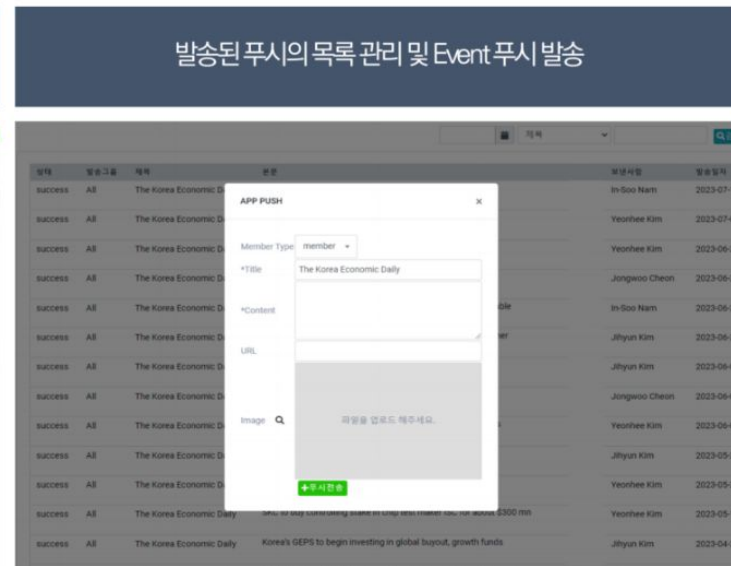 발송된 푸시의 목록 관리 및 Event 푸시 발송
제목
상태 발송그룹 제목 본문 보낸사람 발송일자
success All The Korea Economic In-Soo Nam 2023-07-
success All The Korea Economic Yeonhee Kim 2023-07-
success All The Korea Economic Yeonhee Kim 2023-06-
success All The Korea Economic Jongwoo Cheon 2023-06-
success All The Korea Economic In-Soo Nam 2023-06-
success All The Korea Economic Jihyun Kim 2023-06-
success All The Korea Economic Jihyun Kim 2023-06-
success All The Korea Economic Jongwoo Cheon 2023-06-
success All The Korea Economic Yeonhee Kim 2023-06-
success All The Korea Economic Jihyun Kim 2023-05-
success All The Korea Economic Yeonhee Kim 2023-05-
success All The Korea Economic Daily SKC to buy controlling stake in chip test maker ISC for about $300 mn Yeonhee Kim 2023-05-
success All The Korea Economic Daily Korea's GEPS to begin investing in global buyout, growth funds Jihyun Kim 2023-04-
APP PUSH ×
Member Type member
*Title The Korea Economic Daily
*Content
URL
Image 파일을 업로드 해주세요.
+푸시전송